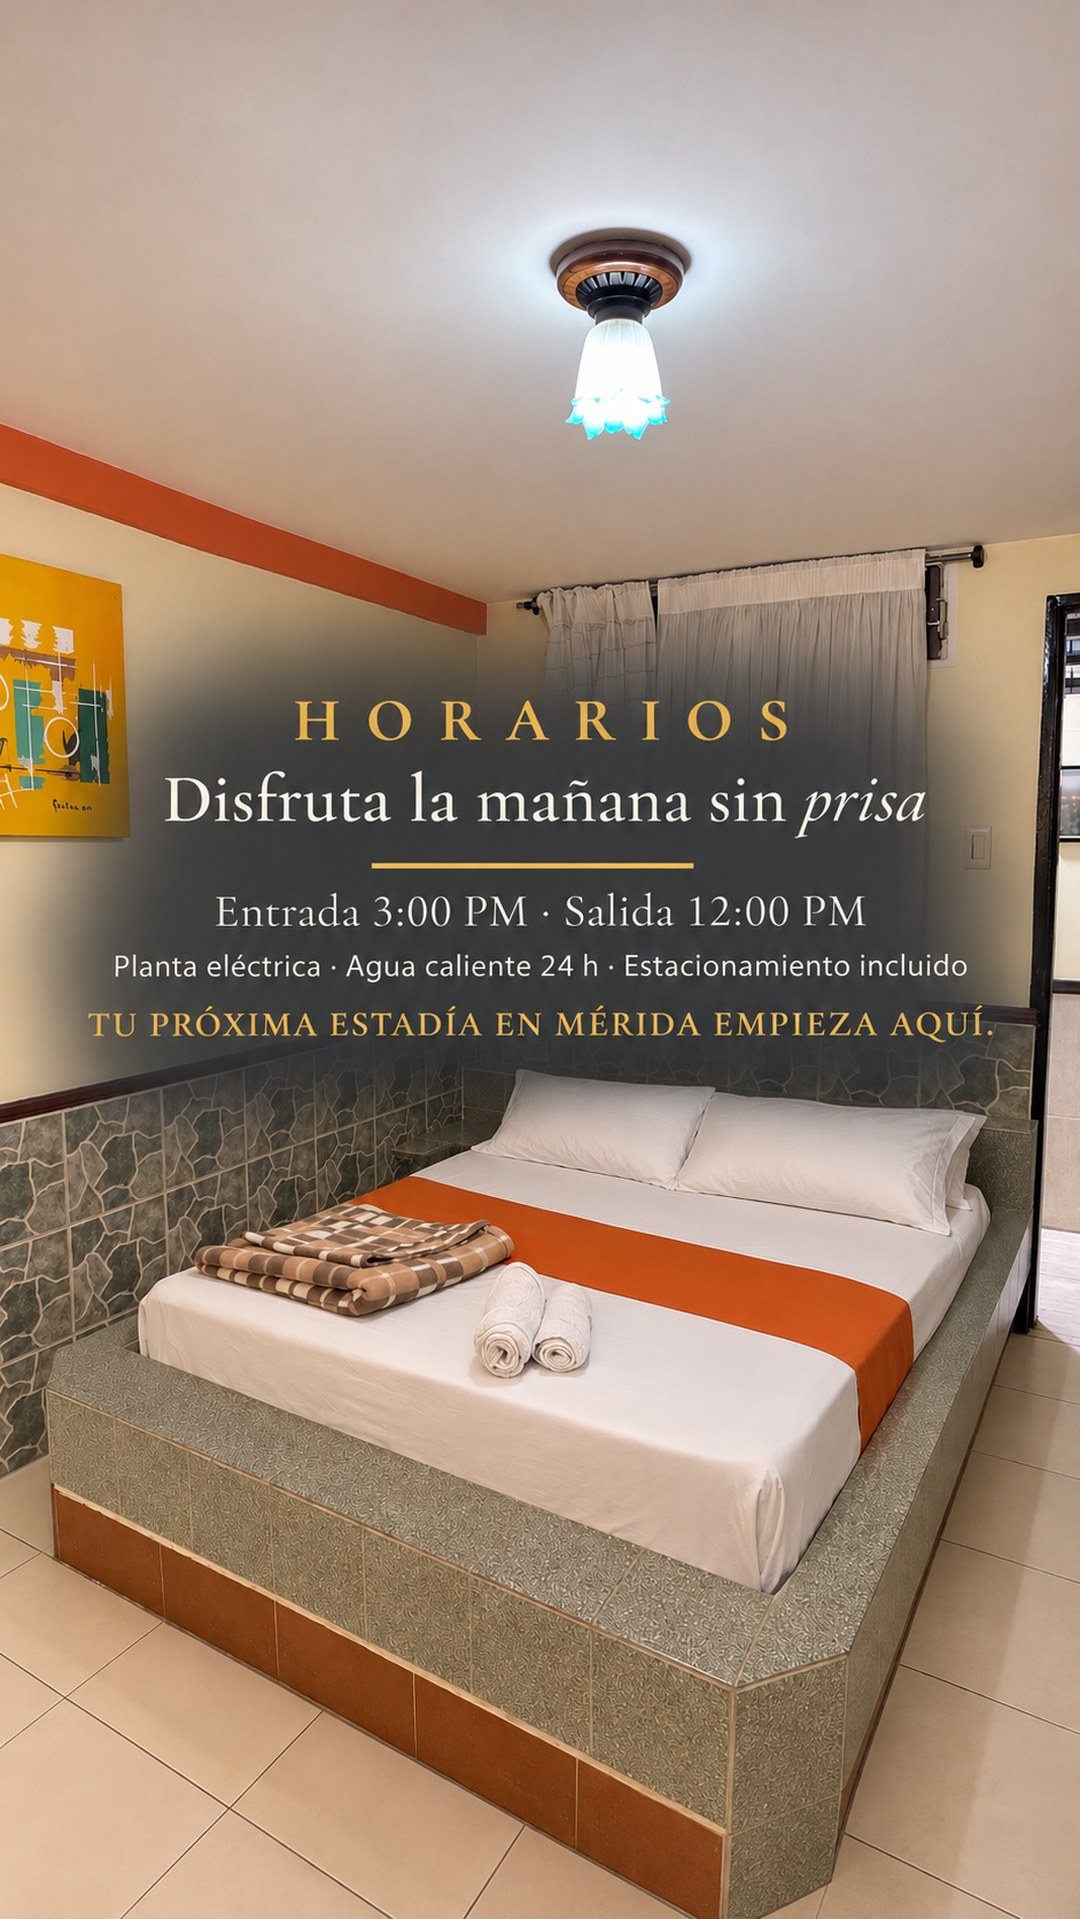 HORARIOS
Disfruta la mañana sin prisa
Entrada 3:00 PM · Salida 12:00 PM
Planta eléctrica · Agua caliente 24 h · Estacionamiento incluido
TU PRÓXIMA ESTADÍA EN MÉRIDA EMPIEZA AQUÍ.